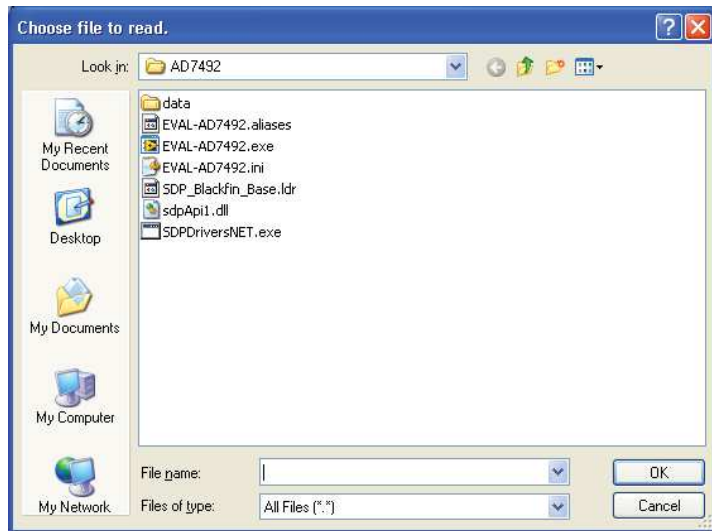 Choose file to read.
Look in: AD7492
My Recent
Documents
Desktop
My Documents
My Computer
My Network
data
EVAL-AD7492.aliases
EVAL-AD7492.exe
EVAL-AD7492.ini
SDP_Blackfin_Base.ldr
sdpApi1.dll
SDPDriversNET.exe
File name: OK
Files of type: All Files (*.*) Cancel